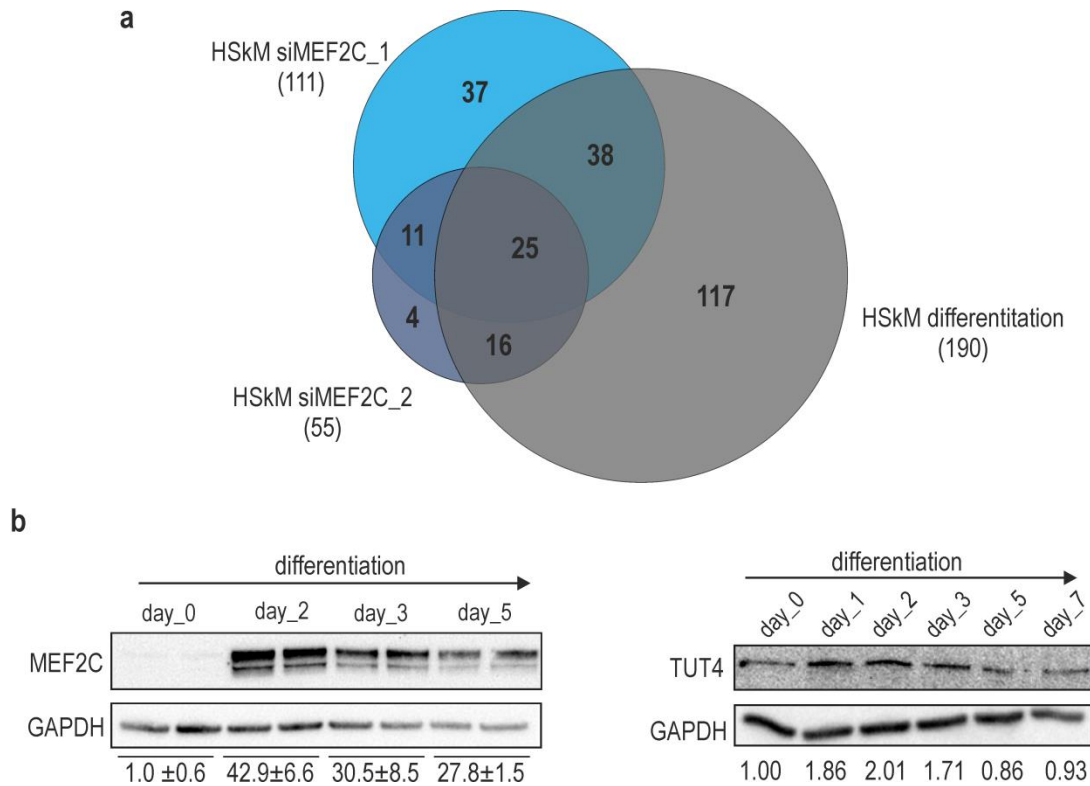 a
HSkM siMEF2C_1
(111)
37
38
11
25
117
4
16
HSkM differentitation
(190)
HSkM siMEF2C_2
(55)
b
differentiation
day_0 day_2 day_3 day_5
MEF2C
GAPDH
1.0 ±0.6 42.9±6.6 30.5±8.5 27.8±1.5
differentiation
day_0 day_1 day_2 day_3 day_5 day_7
TUT4
GAPDH
1.00 1.86 2.01 1.71 0.86 0.93